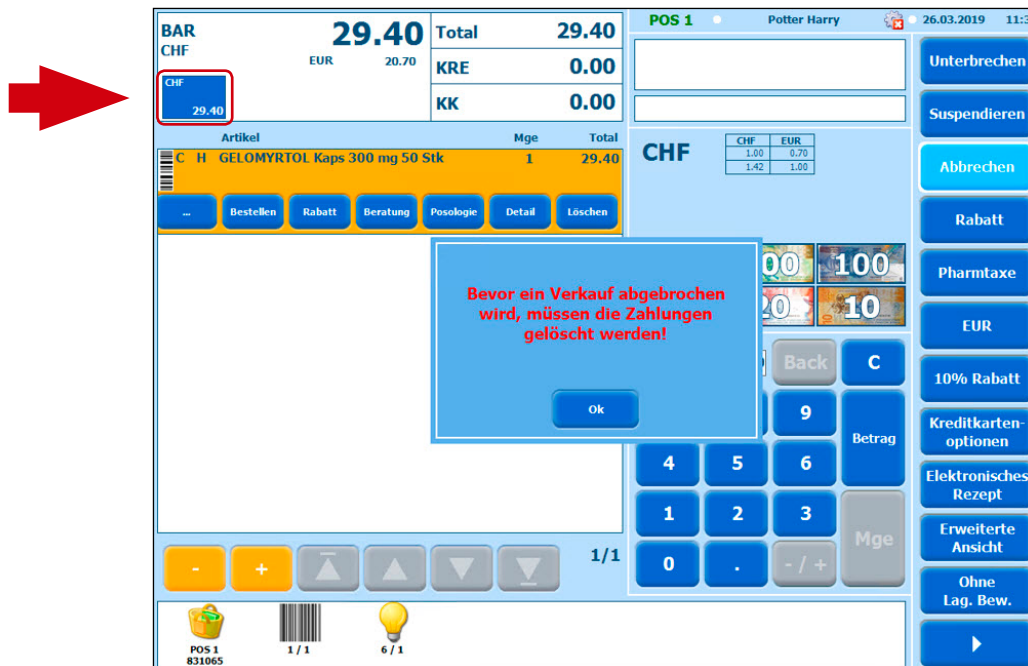 BAR
CHF
29.40
EUR 20.70
CHF
29.40
Total 29.40
KRE 0.00
KK 0.00
Artikel Mge Total
C H GELOMYRTOL Kaps 300 mg 50 Stk 1 29.40
... Bestellen Rabatt Beratung Posologie Detail Löschen
POS 1 Potter Harry 26.03.2019 11:3
CHF
CHF EUR
1.00 0.70
1.42 1.00
Bevor ein Verkauf abgebrochen
wird, müssen die Zahlungen
gelöscht werden!
Ok
00 100
20 10
Back C
9
Betrag
4 5 6
1 2 3
Mge
0 . - / +
- +
1/1
POS 1
831065
1 / 1
6 / 1
Unterbrechen
Suspendieren
Abbrechen
Rabatt
Pharmtaxe
EUR
10% Rabatt
Kreditkarten-
optionen
Elektronisches
Rezept
Erweiterte
Ansicht
Ohne
Lag. Bew.